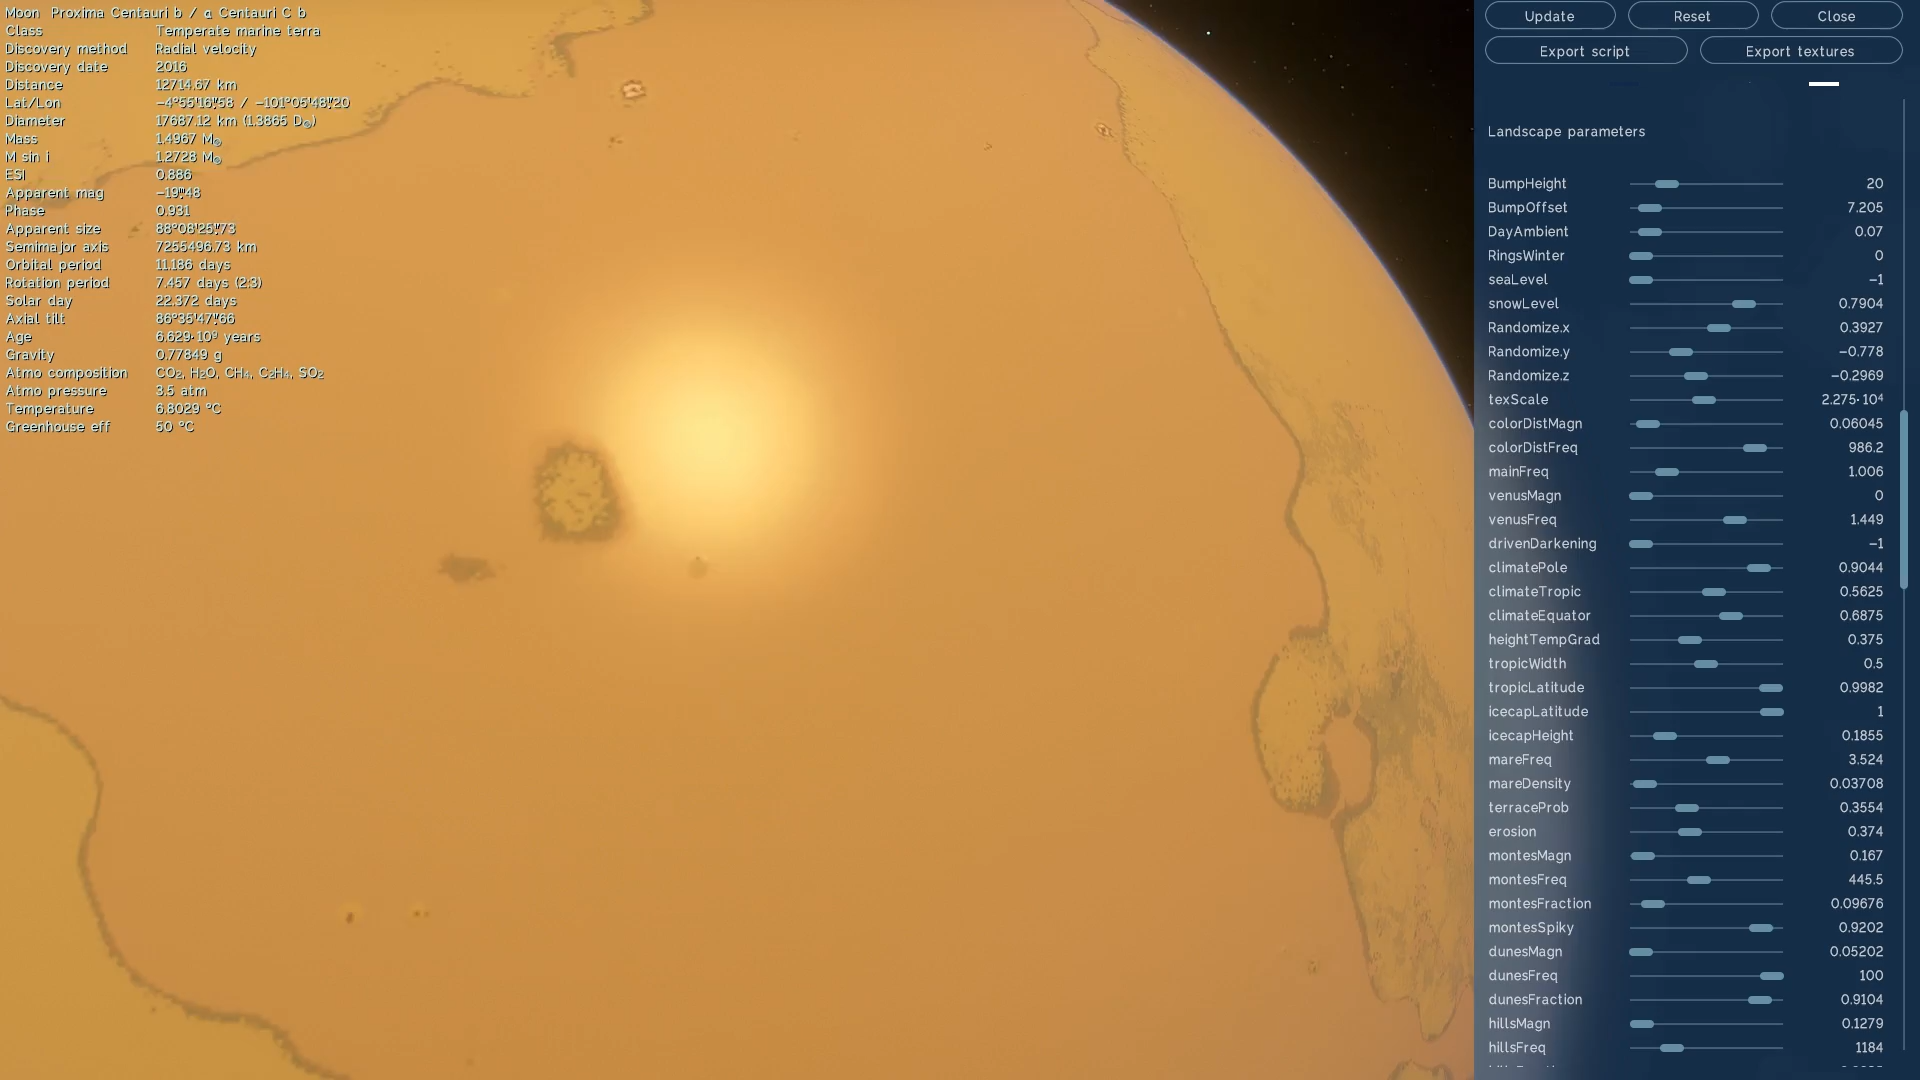 Moon Proxima Centauri b / α Centauri C b
Class Temperate marine terra
Discovery method Radial velocity
Discovery date 2016
Distance 12714.67 km
Lat/Lon −4°55'16"58 / −101°05'48"20
Diameter 17687.12 km (1.3865 D⊕)
Mass 1.4967 M⊕
M sin i 1.2728 M⊕
ESI 0.886
Apparent mag −19ᵐ48
Phase 0.931
Apparent size 88°08'25"73
Semimajor axis 7255496.73 km
Orbital period 11.186 days
Rotation period 7.457 days (2:3)
Solar day 22.372 days
Axial tilt 86°35'47"66
Age 6.629·10⁹ years
Gravity 0.77849 g
Atmo composition CO₂, H₂O, CH₄, C₂H₄, SO₂
Atmo pressure 3.5 atm
Temperature 6.8029 °C
Greenhouse eff 50 °C
Update Reset Close
Export script Export textures
Landscape parameters
BumpHeight 20
BumpOffset 7.205
DayAmbient 0.07
RingsWinter 0
seaLevel −1
snowLevel 0.7904
Randomize.x 0.3927
Randomize.y −0.778
Randomize.z −0.2969
texScale 2.275·10⁴
colorDistMagn 0.06045
colorDistFreq 986.2
mainFreq 1.006
venusMagn 0
venusFreq 1.449
drivenDarkening −1
climatePole 0.9044
climateTropic 0.5625
climateEquator 0.6875
heightTempGrad 0.375
tropicWidth 0.5
tropicLatitude 0.9982
icecapLatitude 1
icecapHeight 0.1855
mareFreq 3.524
mareDensity 0.03708
terraceProb 0.3554
erosion 0.374
montesMagn 0.167
montesFreq 445.5
montesFraction 0.09676
montesSpiky 0.9202
dunesMagn 0.05202
dunesFreq 100
dunesFraction 0.9104
hillsMagn 0.1279
hillsFreq 1184